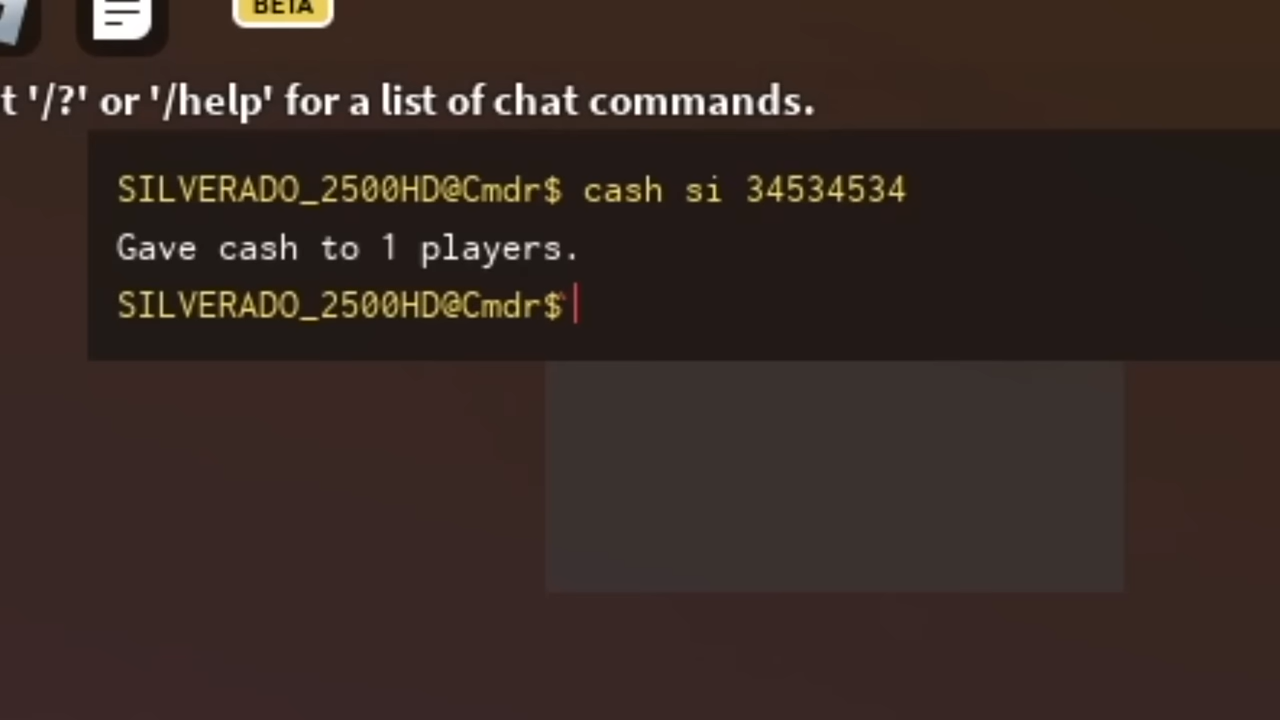 BETA
t '/?' or '/help' for a list of chat commands.
SILVERADO_2500HD@Cmdr$ cash si 34534534
Gave cash to 1 players.
SILVERADO_2500HD@Cmdr$